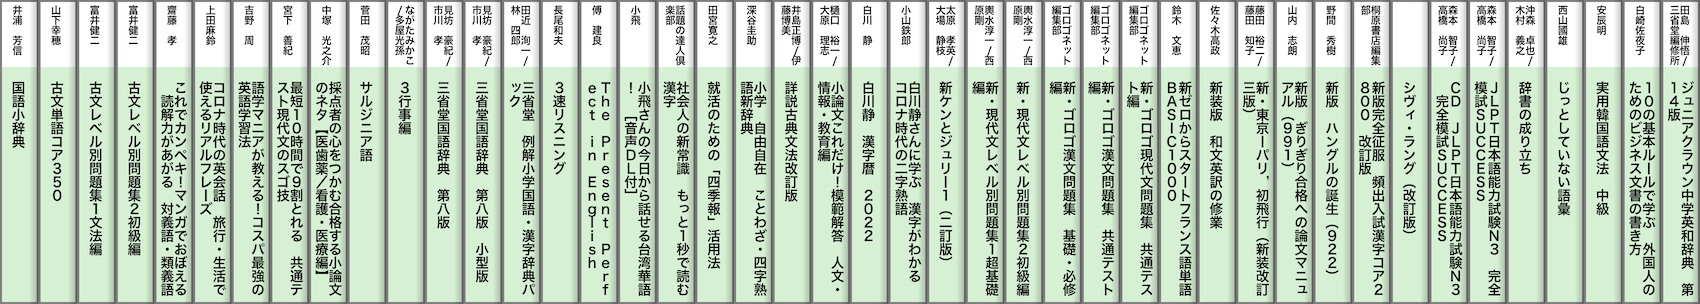 田島 伸悟/
三省堂編修所
ジュニアクラウン中学英和辞典 第
14版
白崎佐夜子
10の基本ルールで学ぶ 外国人の
ためのビジネス文書の書き方
安辰明
実用韓国語文法 中級
西山國雄
じっとしていない語彙
沖森 卓也/
木村 義之
辞書の成り立ち
森本 智子/
高橋 尚子
JLPT日本語能力試験N3 完全
模試SUCCESS
森本 智子/
高橋 尚子
CD JLPT日本語能力試験N3
完全模試SUCCESS
シヴィ・ラング（改訂版）
桐原書店編集
部
新版完全征服 頻出入試漢字コア2
800 改訂版
野間 秀樹
新版 ハングルの誕生（922）
山内 志朗
新版 ぎりぎり合格への論文マニュ
アル（991）
藤田 裕二/
藤田 知子
新・東京－パリ，初飛行（新装改訂
三版）
佐々木高政
新装版 和文英訳の修業
鈴木 文恵
新ゼロからスタートフランス語単語
BASIC1000
ゴロゴネット
編集部
新・ゴロゴ現代文問題集 共通テス
ト編
ゴロゴネット
編集部
新・ゴロゴ漢文問題集 共通テスト
編
ゴロゴネット
編集部
新・ゴロゴ漢文問題集 基礎・必修
編
輿水淳一/西
原剛
新・現代文レベル別問題集2初級編
輿水淳一/西
原剛
新・現代文レベル別問題集1超基礎
編
太原 孝英/
大場 静枝
新ケンとジュリー1（二訂版）
小山鉄郎
白川静さんに学ぶ 漢字がわかる
コロナ時代の二字熟語
白川 静
白川静 漢字暦 2022
樋口 裕一/
大原 理志
小論文これだけ！模範解答 人文・
情報・教育編
井島正博/伊
藤博美
詳説古典文法改訂版
深谷圭助
小学 自由自在 ことわざ・四字熟
語新辞典
田宮寛之
就活のための「四季報」活用法
話題の達人倶
楽部
社会人の新常識 もっと1秒で読む
漢字
小飛
小飛さんの今日から話せる台湾華語
！［音声DL付］
傅 建良
The Present Perf
ect in English
長尾和夫
3速リスニング
田近 洵一/
林 四郎
三省堂 例解小学国語・漢字辞典パ
ック
見坊 豪紀/
市川 孝
三省堂国語辞典 第八版 小型版
見坊 豪紀/
市川 孝
三省堂国語辞典 第八版
ながたみかこ
/多屋光孫
3行事編
菅田 茂昭
サルジニア語
中塚 光之介
採点者の心をつかむ合格する小論文
のネタ【医歯薬／看護・医療編】
宮下 善紀
最短10時間で9割とれる 共通テ
スト現代文のスゴ技
吉野 周
語学マニアが教える！コスパ最強の
英語学習法
上田麻鈴
コロナ時代の英会話 旅行・生活で
使えるリアルフレーズ
齋藤 孝
これでカンペキ！マンガでおぼえる
読解力があがる 対義語・類義語
富井健二
古文レベル別問題集2初級編
富井健二
古文レベル別問題集1文法編
山下幸穂
古文単語コア350
井浦 芳信
国語小辞典